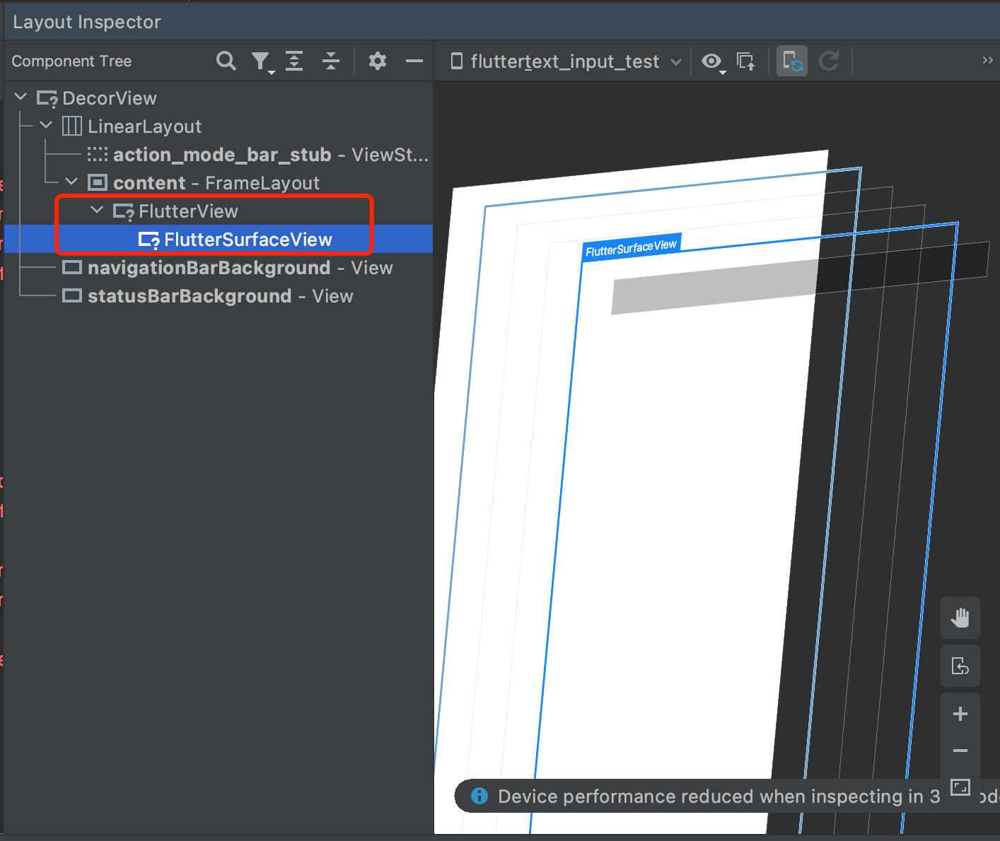 Layout Inspector
Component Tree
fluttertext_input_test
DecorView
LinearLayout
action_mode_bar_stub - ViewSt...
content - FrameLayout
FlutterView
FlutterSurfaceView
navigationBarBackground - View
statusBarBackground - View
FlutterSurfaceView
Device performance reduced when inspecting in 3